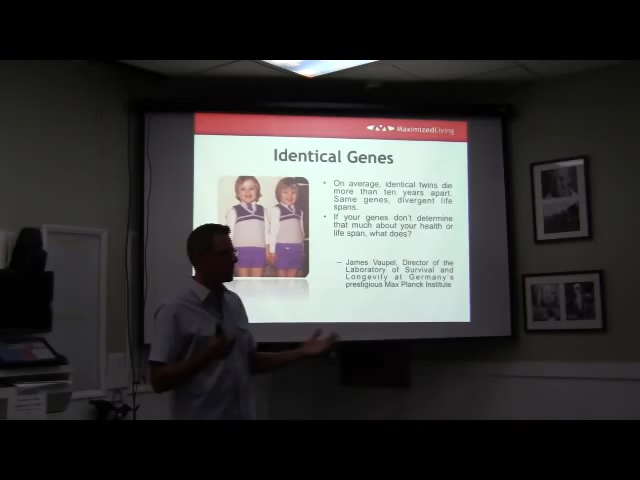 MaximizedLiving
Identical Genes
• On average, identical twins die
more than ten years apart.
Same genes, divergent life
spans.
• If your genes don't determine
that much about your health or
life span, what does?
– James Vaupel, Director of the
Laboratory of Survival and
Longevity at Germany's
prestigious Max Planck Institute